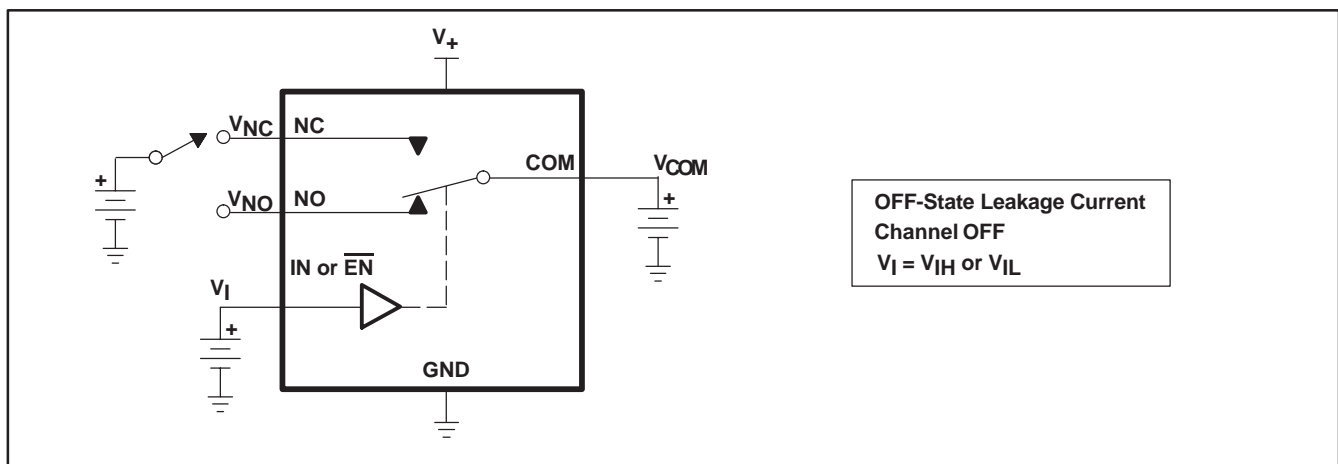 V+
VNC NC
+
VNO NO
COM VCOM
+
IN or E̅N̅
VI
+
GND
OFF-State Leakage Current
Channel OFF
VI = VIH or VIL